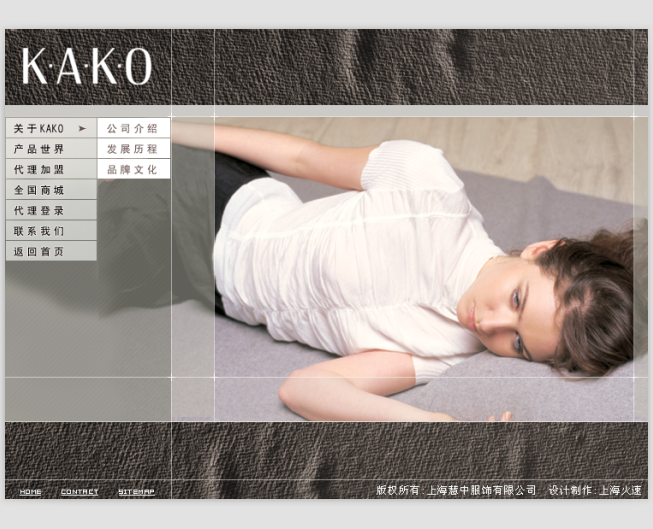 K·A·K·O
关于KAKO
公司介绍
产品世界
发展历程
代理加盟
品牌文化
全国商城
代理登录
联系我们
返回首页
HOME CONTACT SITEMAP
版权所有:上海慧中服饰有限公司 设计制作:上海火速